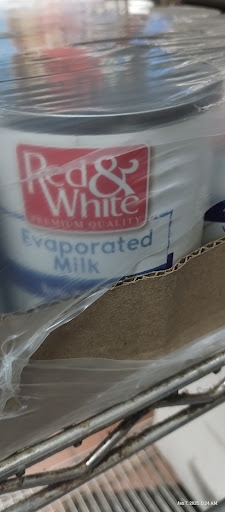 Red &
White
PREMIUM QUALITY
Evaporated
Milk